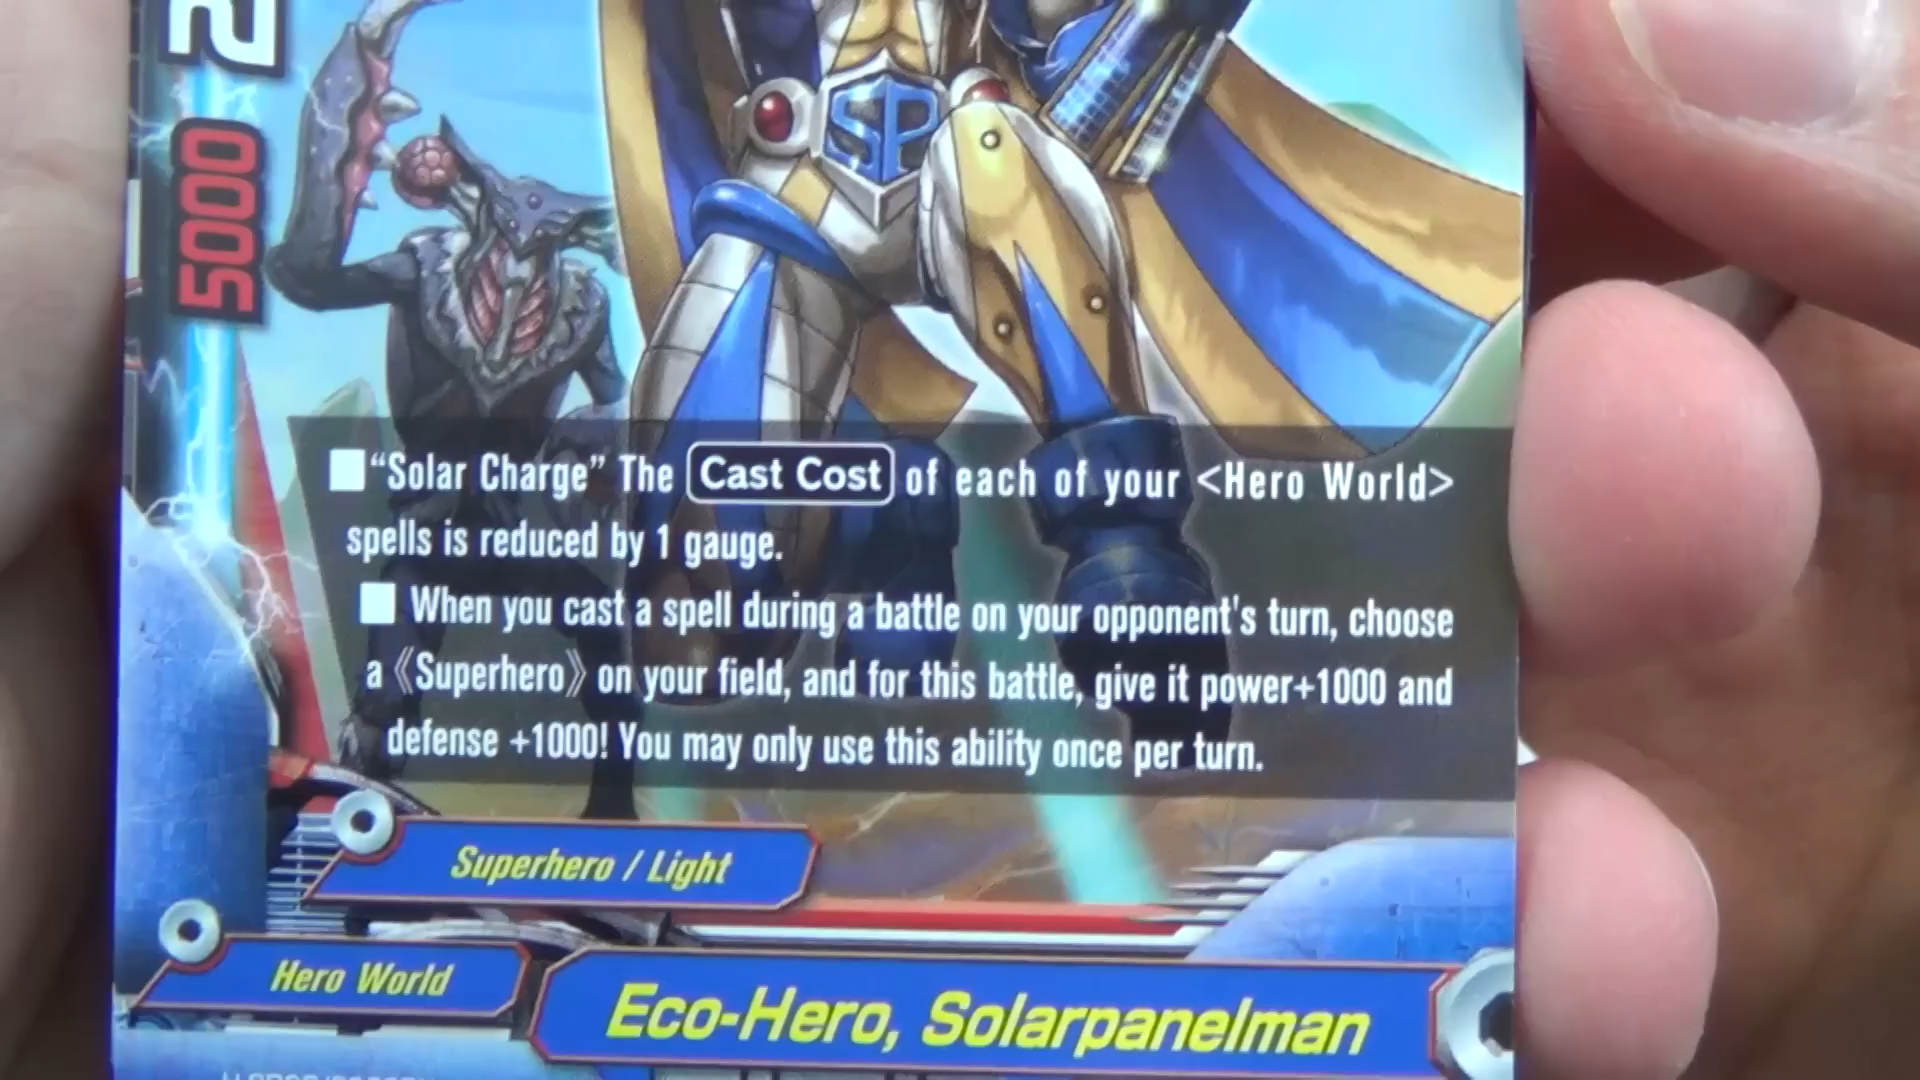 2
5000
SP
■ “Solar Charge” The Cast Cost of each of your <Hero World>
spells is reduced by 1 gauge.
■ When you cast a spell during a battle on your opponent's turn, choose
a 《Superhero》 on your field, and for this battle, give it power+1000 and
defense +1000! You may only use this ability once per turn.
Superhero / Light
Hero World
Eco-Hero, Solarpanelman